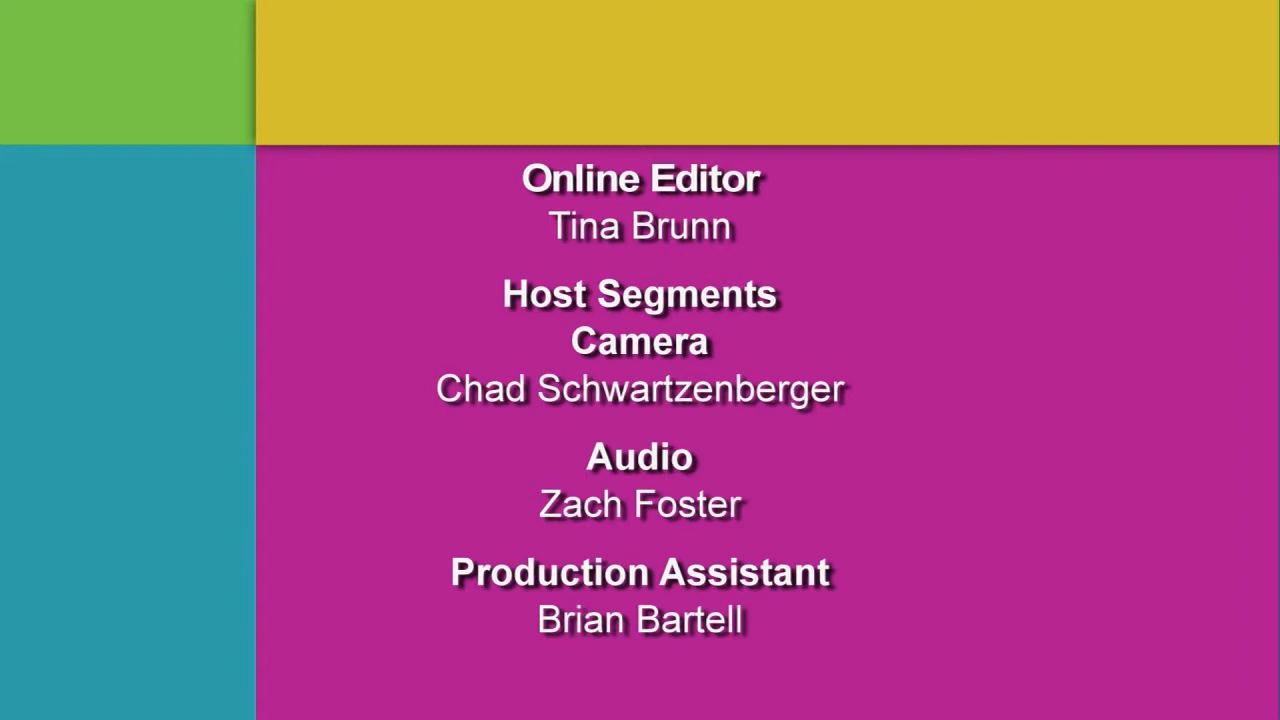 Online Editor
Tina Brunn
Host Segments
Camera
Chad Schwartzenberger
Audio
Zach Foster
Production Assistant
Brian Bartell